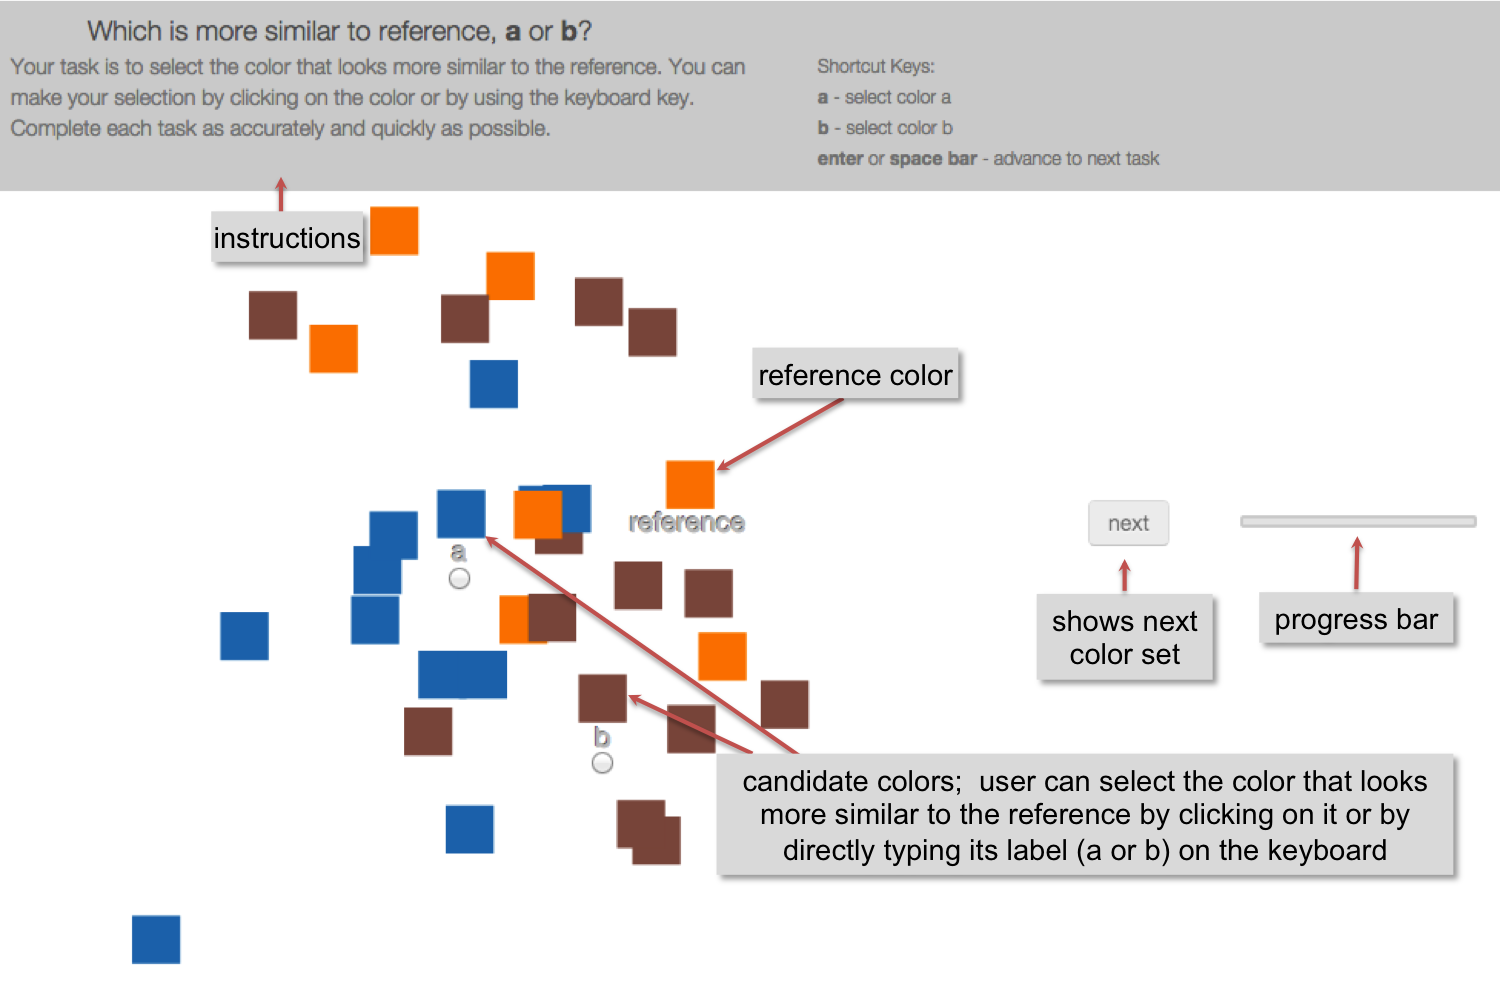 Which is more similar to reference, a or b?
Your task is to select the color that looks more similar to the reference. You can
make your selection by clicking on the color or by using the keyboard key.
Complete each task as accurately and quickly as possible.
Shortcut Keys:
a - select color a
b - select color b
enter or space bar - advance to next task
instructions
reference color
reference
a
next
shows next
color set
progress bar
b
candidate colors; user can select the color that looks
more similar to the reference by clicking on it or by
directly typing its label (a or b) on the keyboard